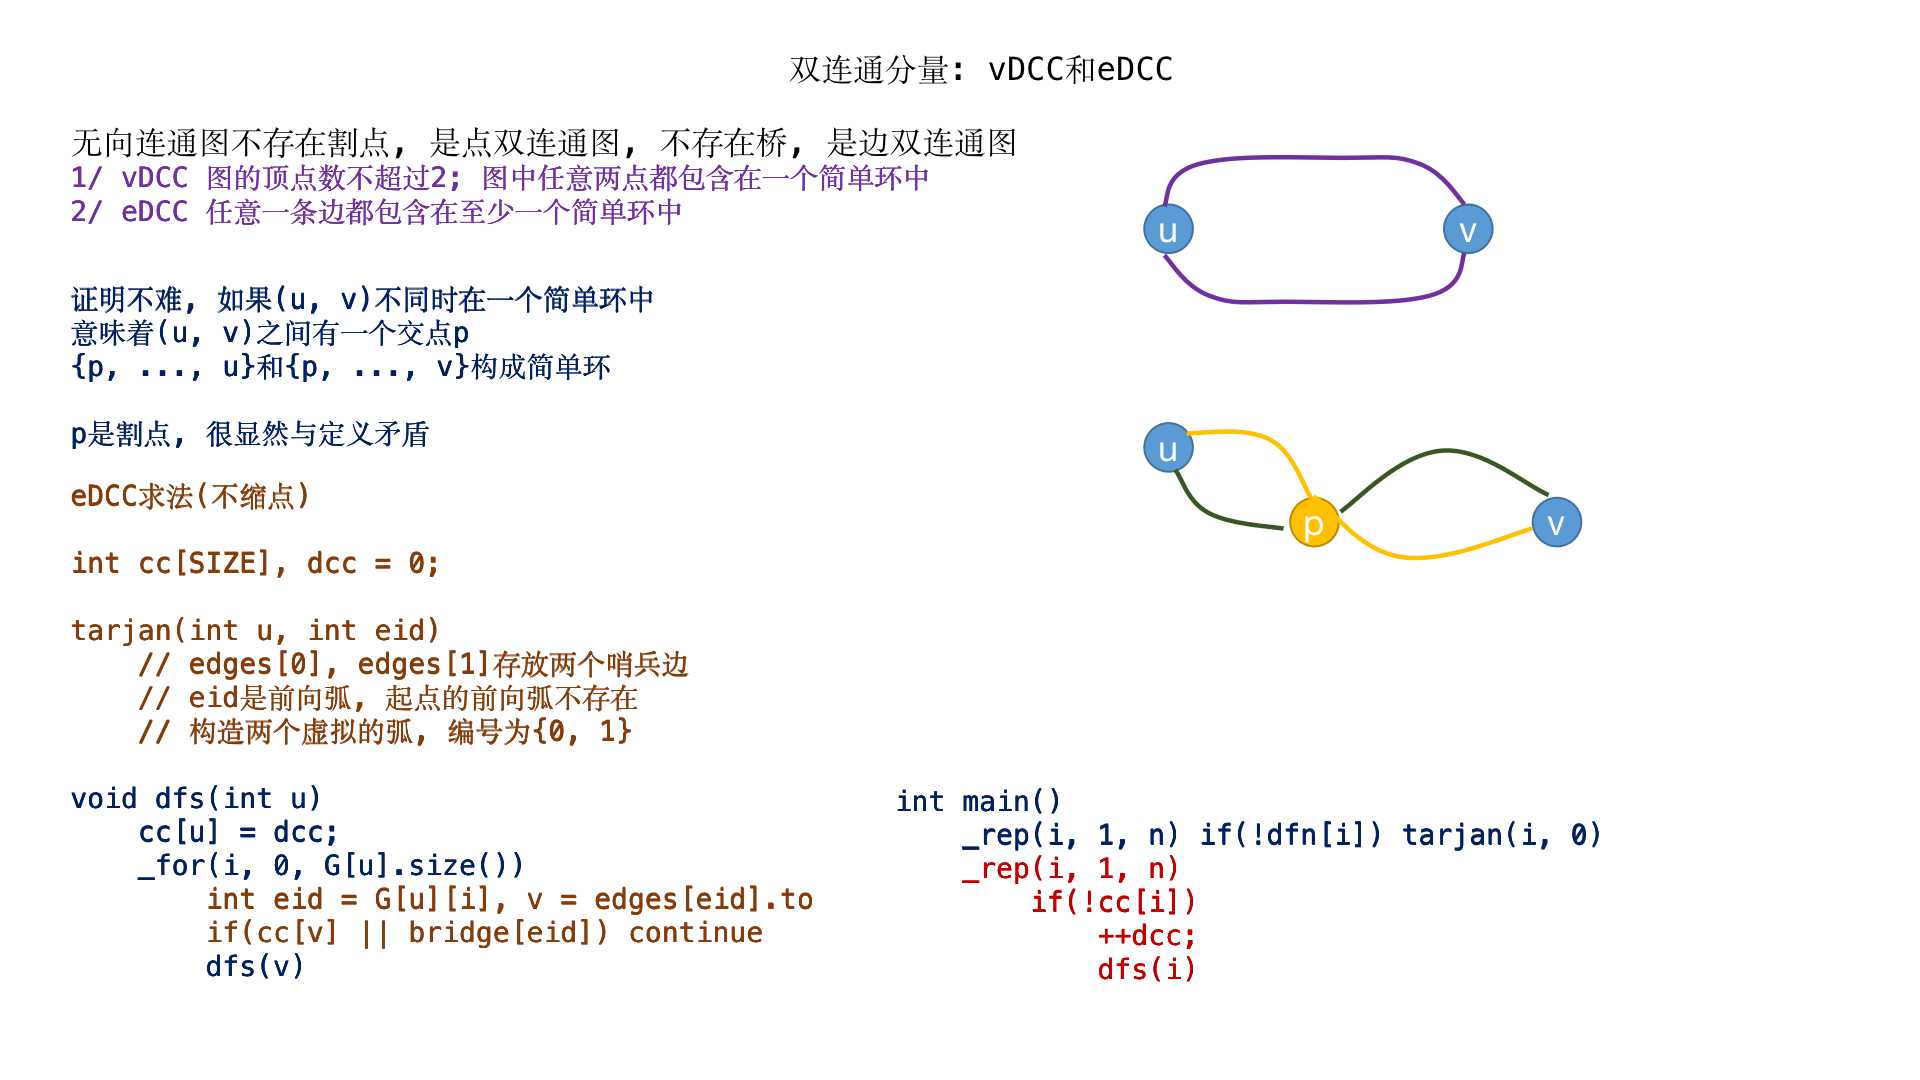 双连通分量: vDCC和eDCC
无向连通图不存在割点, 是点双连通图, 不存在桥, 是边双连通图
1/ vDCC 图的顶点数不超过2; 图中任意两点都包含在一个简单环中
2/ eDCC 任意一条边都包含在至少一个简单环中
证明不难, 如果(u, v)不同时在一个简单环中
意味着(u, v)之间有一个交点p
{p, ..., u}和{p, ..., v}构成简单环
p是割点, 很显然与定义矛盾
eDCC求法(不缩点)
int cc[SIZE], dcc = 0;
tarjan(int u, int eid)
// edges[0], edges[1]存放两个哨兵边
// eid是前向弧, 起点的前向弧不存在
// 构造两个虚拟的弧, 编号为{0, 1}
void dfs(int u)
cc[u] = dcc;
_for(i, 0, G[u].size())
int eid = G[u][i], v = edges[eid].to
if(cc[v] || bridge[eid]) continue
dfs(v)
int main()
_rep(i, 1, n) if(!dfn[i]) tarjan(i, 0)
_rep(i, 1, n)
if(!cc[i])
++dcc;
dfs(i)
u
v
u
p
v